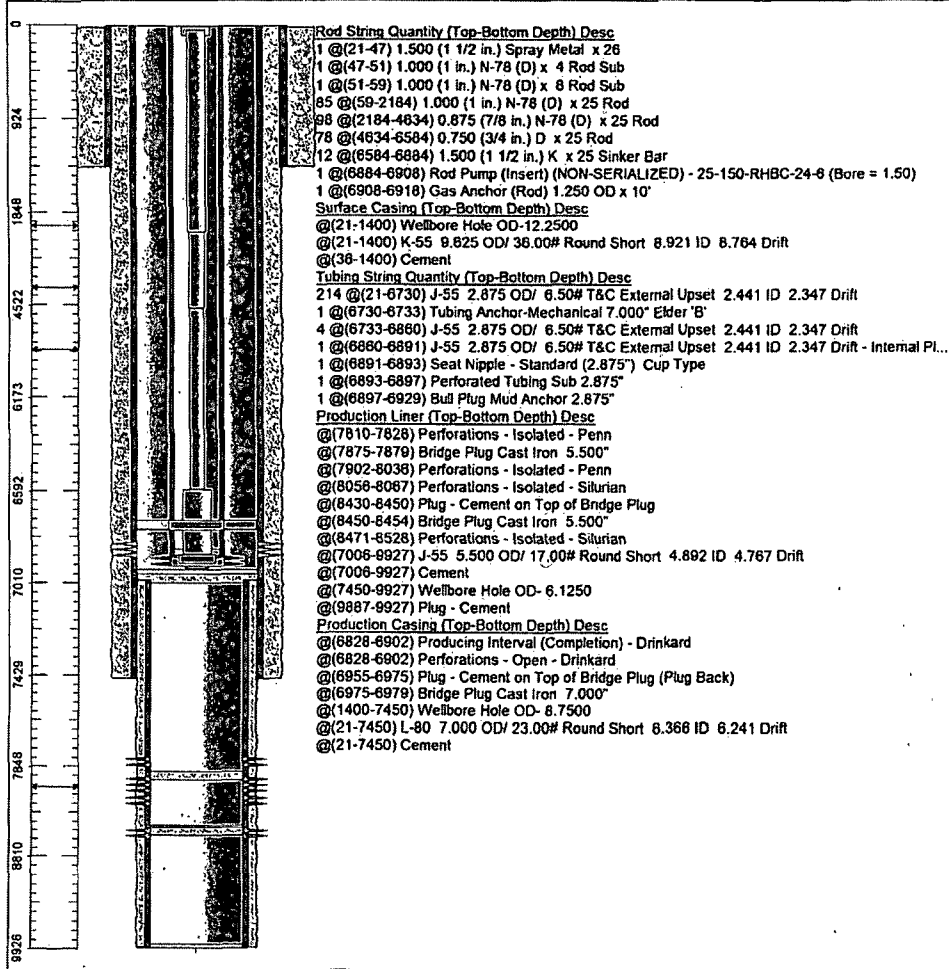 0
924
1848
4522
6173
6592
7010
7429
7848
8810
9926
Rod String Quantity (Top-Bottom Depth) Desc
1 @(21-47) 1.500 (1 1/2 in.) Spray Metal x 26
1 @(47-51) 1.000 (1 in.) N-78 (D) x 4 Rod Sub
1 @(51-59) 1.000 (1 in.) N-78 (D) x 8 Rod Sub
85 @(59-2184) 1.000 (1 in.) N-78 (D) x 25 Rod
98 @(2184-4634) 0.875 (7/8 in.) N-78 (D) x 25 Rod
78 @(4634-6584) 0.750 (3/4 in.) D x 25 Rod
12 @(6584-6884) 1.500 (1 1/2 in.) K x 25 Sinker Bar
1 @(6884-6908) Rod Pump (Insert) (NON-SERIALIZED) - 25-150-RHBC-24-6 (Bore = 1.50)
1 @(6908-6918) Gas Anchor (Rod) 1.250 OD x 10'
Surface Casing (Top-Bottom Depth) Desc
@(21-1400) Wellbore Hole OD-12.2500
@(21-1400) K-55 9.625 OD/ 36.00# Round Short 8.921 ID 8.764 Drift
@(36-1400) Cement
Tubing String Quantity (Top-Bottom Depth) Desc
214 @(21-6730) J-55 2.875 OD/ 6.50# T&C External Upset 2.441 ID 2.347 Drift
1 @(6730-6733) Tubing Anchor-Mechanical 7.000" Elder 'B'
4 @(6733-6860) J-55 2.875 OD/ 6.50# T&C External Upset 2.441 ID 2.347 Drift
1 @(6860-6891) J-55 2.875 OD/ 6.50# T&C External Upset 2.441 ID 2.347 Drift - Internal Pl...
1 @(6891-6893) Seat Nipple - Standard (2.875") Cup Type
1 @(6893-6897) Perforated Tubing Sub 2.875"
1 @(6897-6929) Bull Plug Mud Anchor 2.875"
Production Liner (Top-Bottom Depth) Desc
@(7810-7826) Perforations - Isolated - Penn
@(7875-7879) Bridge Plug Cast Iron 5.500"
@(7902-8036) Perforations - Isolated - Penn
@(8056-8067) Perforations - Isolated - Silurian
@(8430-8450) Plug - Cement on Top of Bridge Plug
@(8450-8454) Bridge Plug Cast Iron 5.500"
@(8471-8528) Perforations - Isolated - Silurian
@(7006-9927) J-55 5.500 OD/ 17.00# Round Short 4.892 ID 4.767 Drift
@(7006-9927) Cement
@(7450-9927) Wellbore Hole OD- 6.1250
@(9887-9927) Plug - Cement
Production Casing (Top-Bottom Depth) Desc
@(6828-6902) Producing Interval (Completion) - Drinkard
@(6828-6902) Perforations - Open - Drinkard
@(6955-6975) Plug - Cement on Top of Bridge Plug (Plug Back)
@(6975-6979) Bridge Plug Cast Iron 7.000"
@(1400-7450) Wellbore Hole OD- 8.7500
@(21-7450) L-80 7.000 OD/ 23.00# Round Short 6.366 ID 6.241 Drift
@(21-7450) Cement